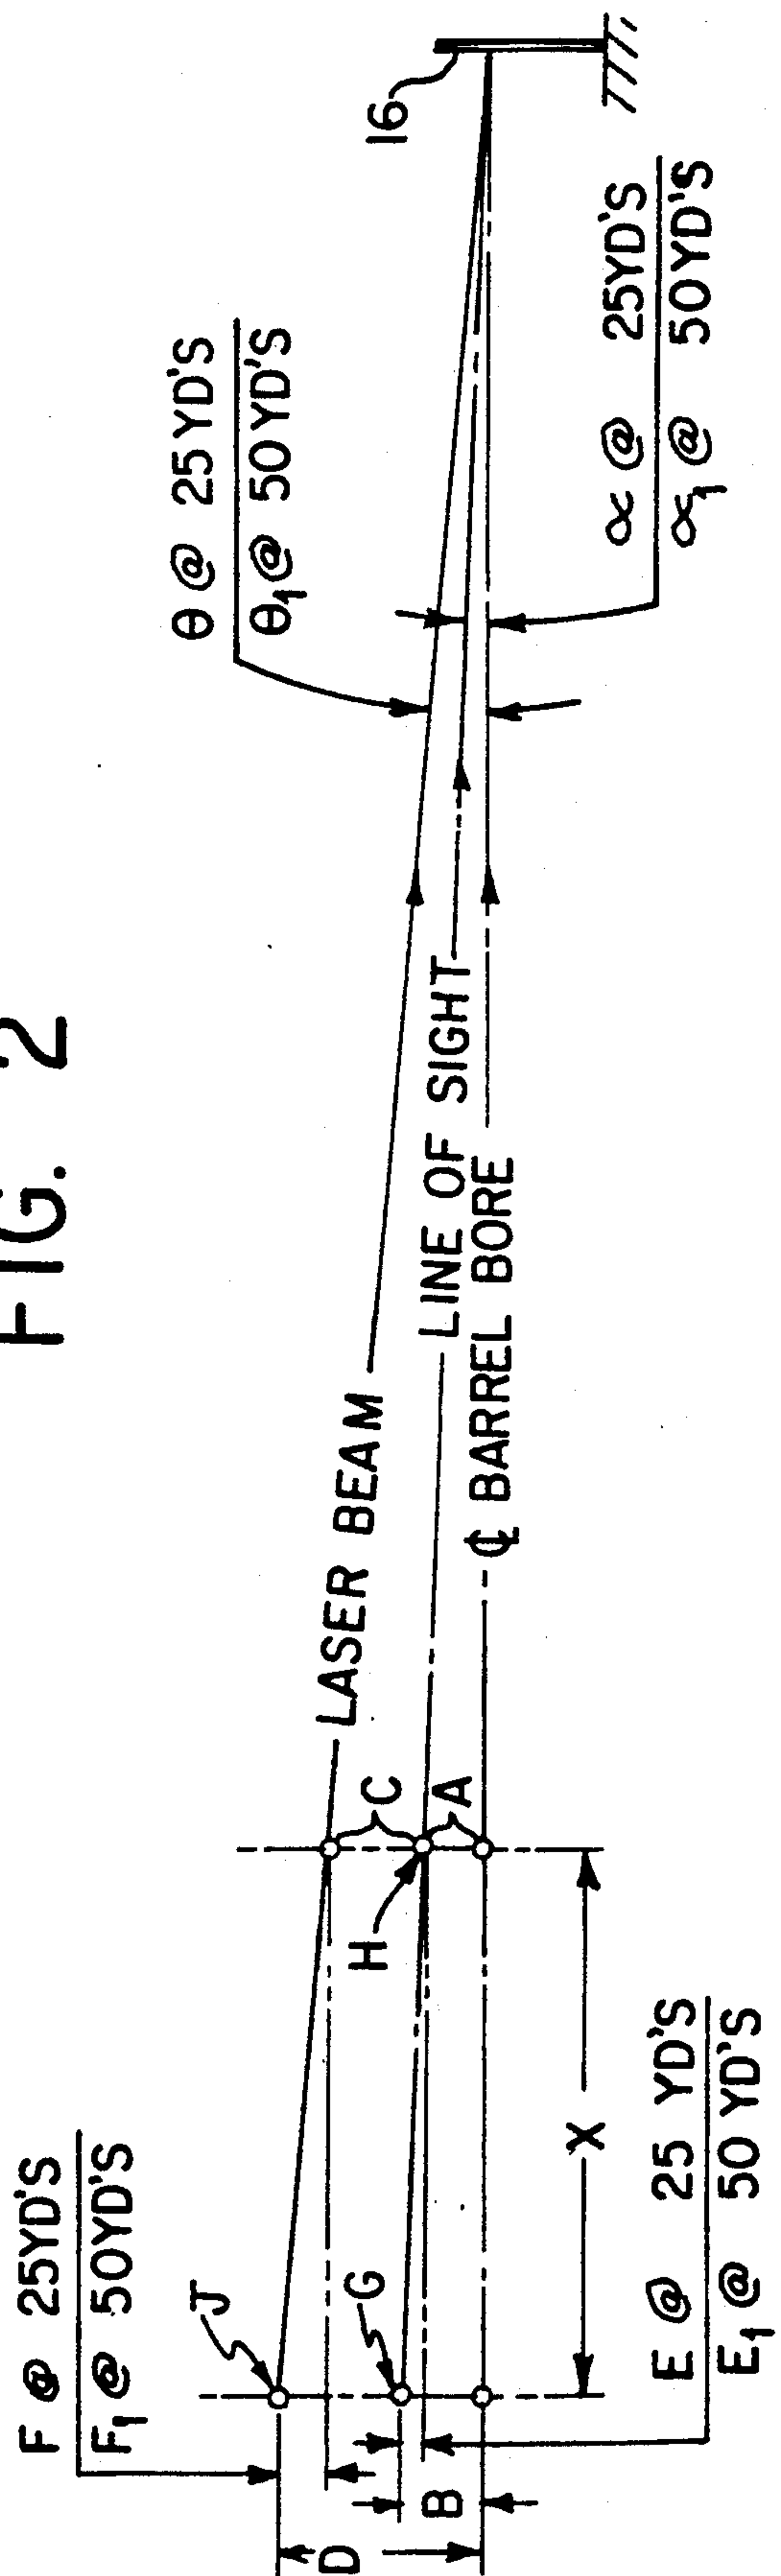 FIG. 2
F @ 25YD'S
F₁ @ 50YD'S
J
G
D
B
H
C
A
X
E @ 25 YD'S
E₁ @ 50 YD'S
LASER BEAM
LINE OF SIGHT
℄ BARREL BORE
θ @ 25YD'S
θ₁@ 50YD'S
∝ @ 25YD'S
∝₁ @ 50YD'S
16